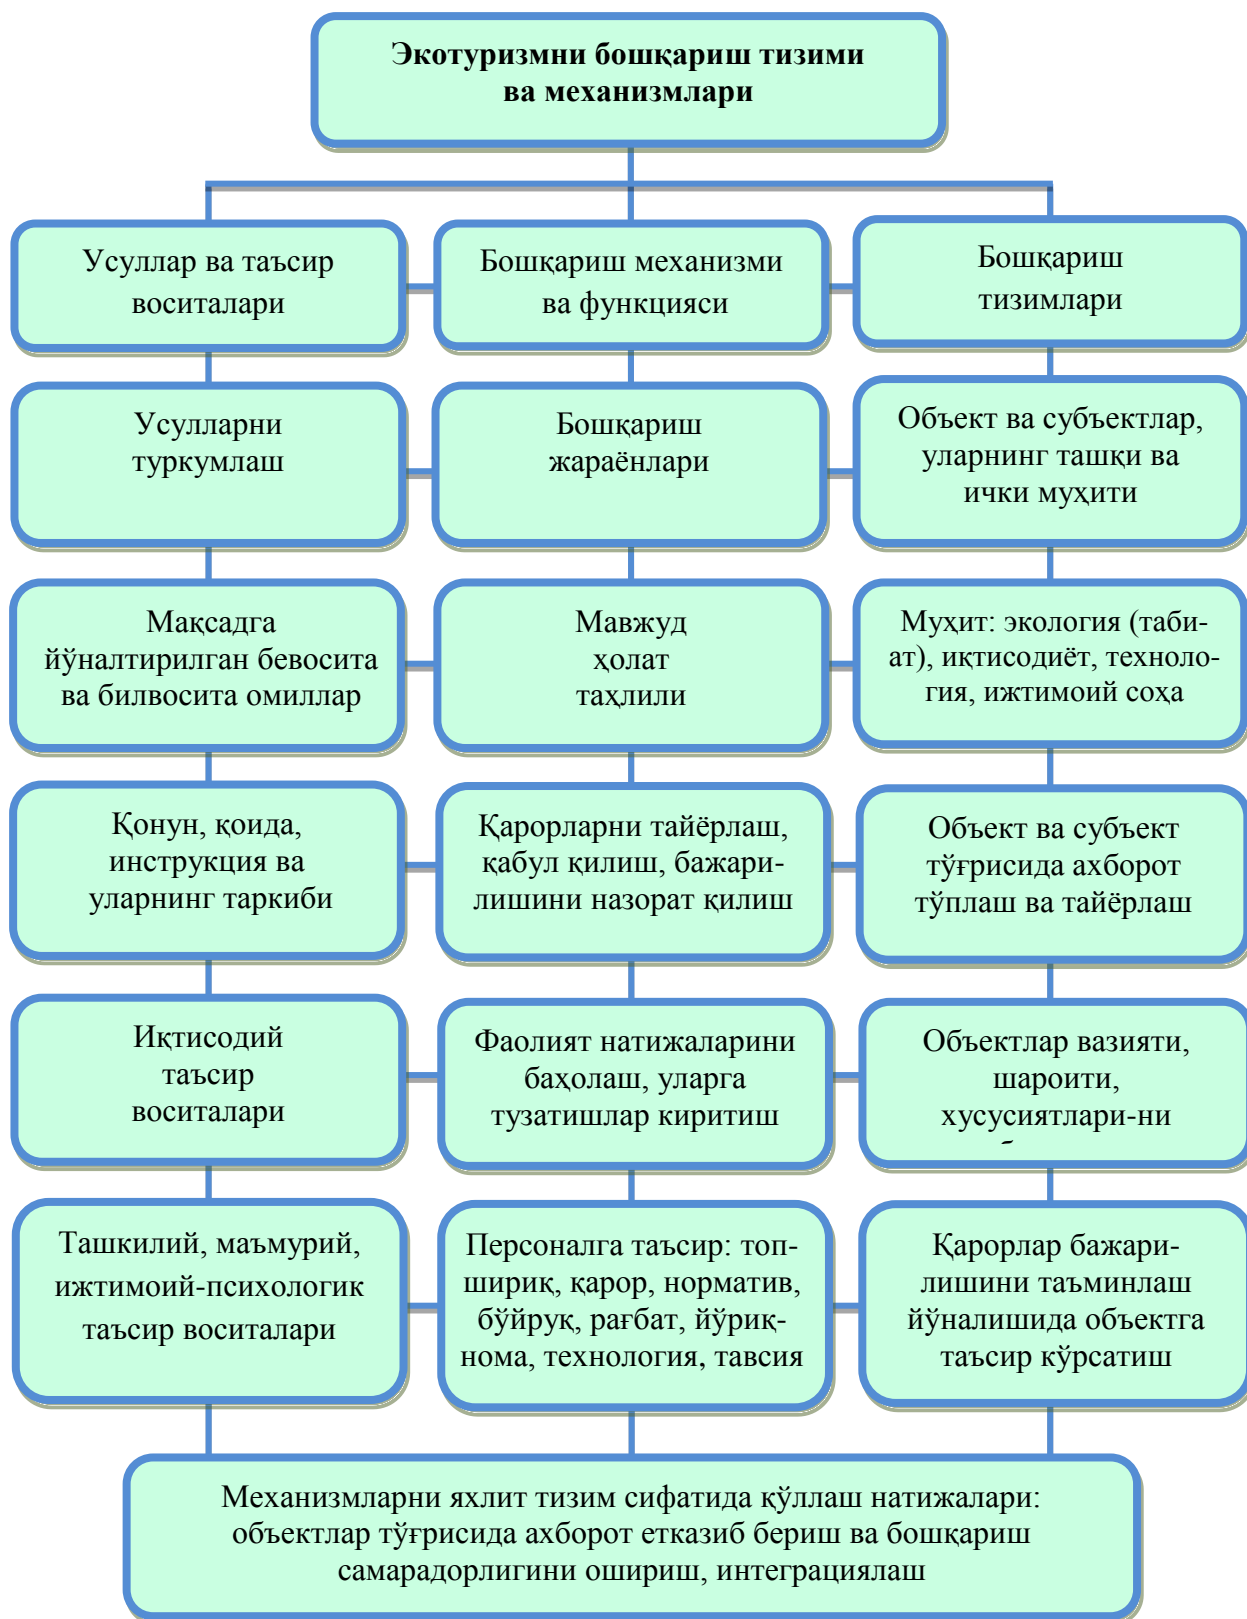 Экотуризмни бошқариш тизими
ва механизмлари
Усуллар ва таъсир
воситалари
Бошқариш механизми
ва функцияси
Бошқариш
тизимлари
Усулларни
туркумлаш
Бошқариш
жараёнлари
Объект ва субъектлар,
уларнинг ташқи ва
ички муҳити
Мақсадга
йўналтирилган бевосита
ва билвосита омиллар
Мавжуд
ҳолат
таҳлили
Муҳит: экология (таби-
ат), иқтисодиёт, техноло-
гия, ижтимоий соҳа
Қонун, қоида,
инструкция ва
уларнинг таркиби
Қарорларни тайёрлаш,
қабул қилиш, бажари-
лишини назорат қилиш
Объект ва субъект
тўғрисида ахборот
тўплаш ва тайёрлаш
Иқтисодий
таъсир
воситалари
Фаолият натижаларини
баҳолаш, уларга
тузатишлар киритиш
Объектлар вазияти,
шароити,
хусусиятлари-ни
Ташкилий, маъмурий,
ижтимоий-психологик
таъсир воситалари
Персоналга таъсир: топ-
шириқ, қарор, норматив,
бўйруқ, рағбат, йўриқ-
нома, технология, тавсия
Қарорлар бажари-
лишини таъминлаш
йўналишида объектга
таъсир кўрсатиш
Механизмларни яхлит тизим сифатида қўллаш натижалари:
объектлар тўғрисида ахборот етказиб бериш ва бошқариш
самарадорлигини ошириш, интеграциялаш